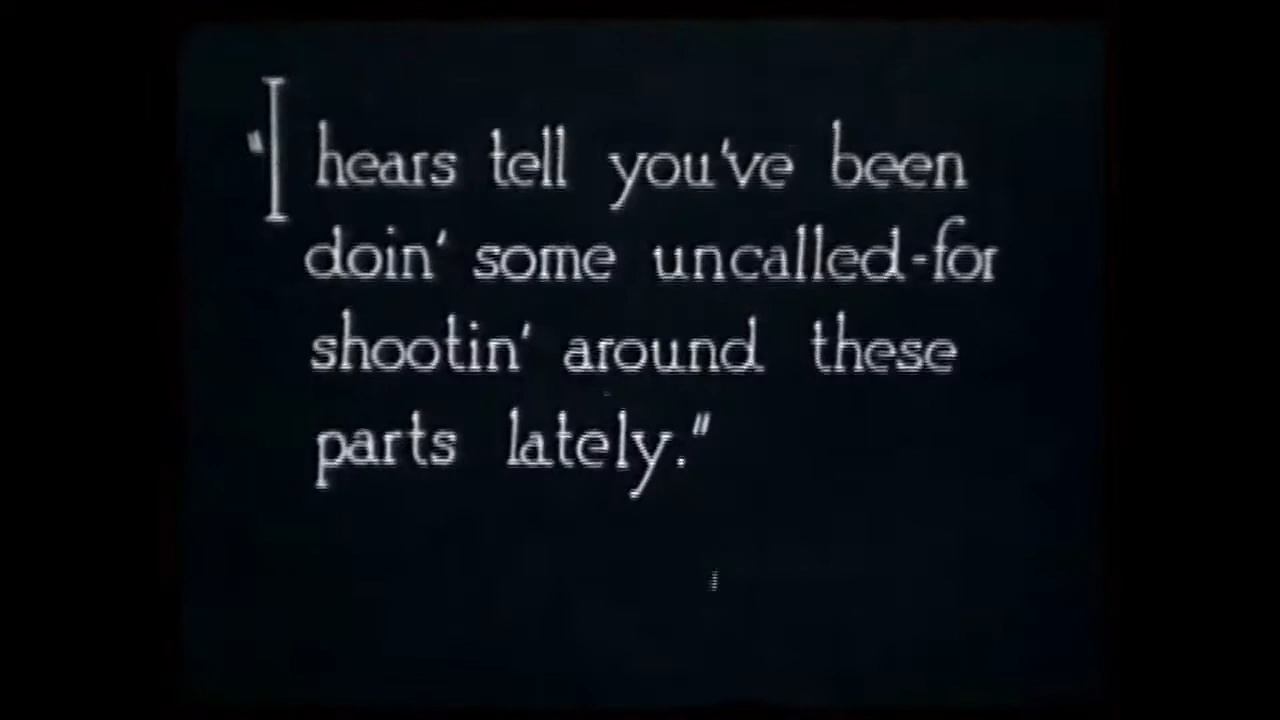 "I hears tell you've been
doin' some uncalled-for
shootin' around these
parts lately."